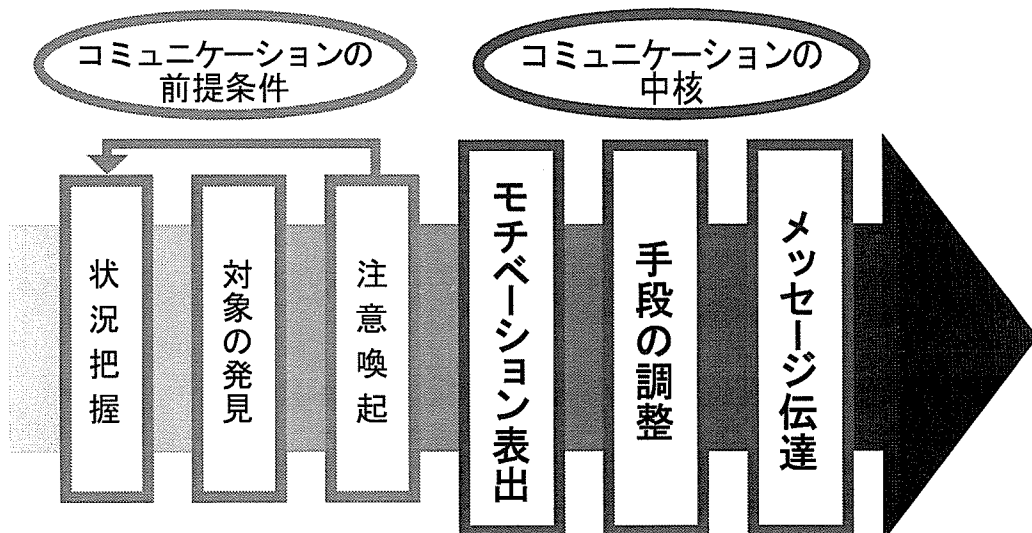 コミュニケーションの
前提条件
コミュニケーションの
中核
状況把握
対象の発見
注意喚起
モチベーション表出
手段の調整
メッセージ伝達